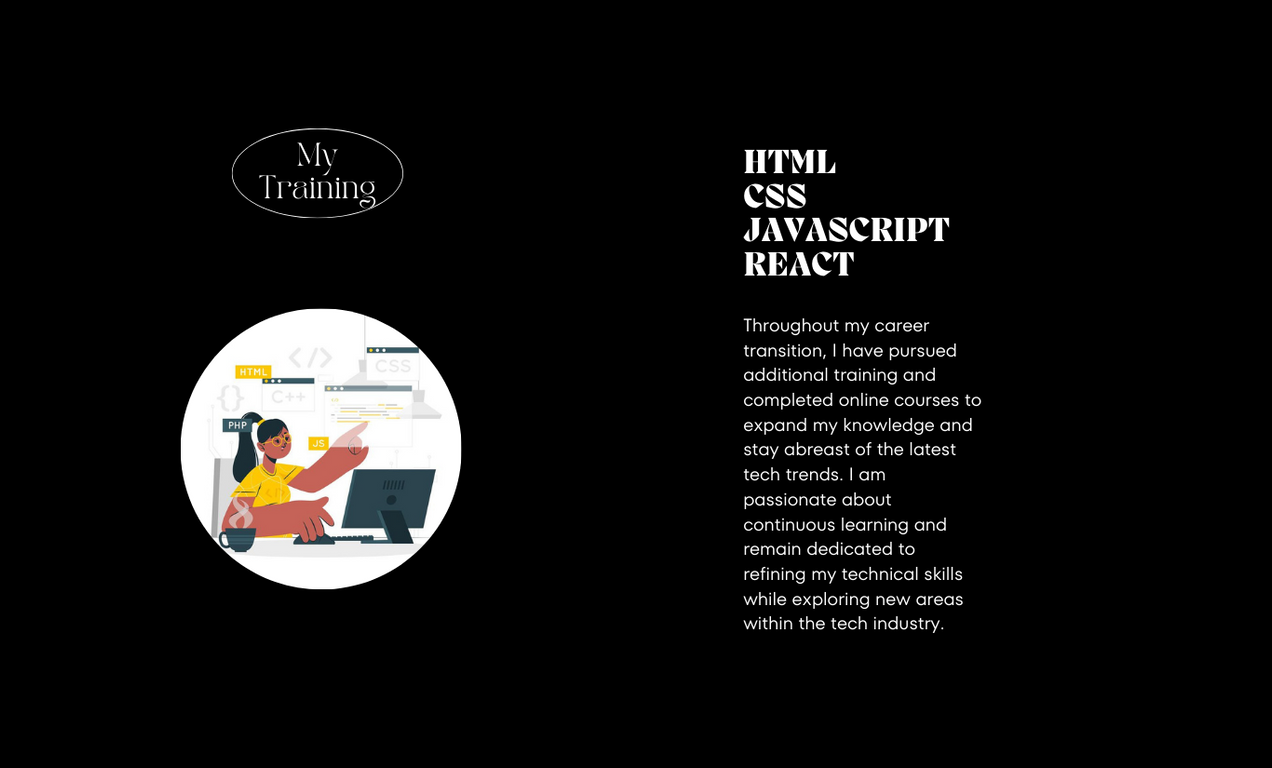 My
Training
HTML
CSS
C++
PHP
JS
HTML
CSS
JAVASCRIPT
REACT
Throughout my career
transition, I have pursued
additional training and
completed online courses to
expand my knowledge and
stay abreast of the latest
tech trends. I am
passionate about
continuous learning and
remain dedicated to
refining my technical skills
while exploring new areas
within the tech industry.